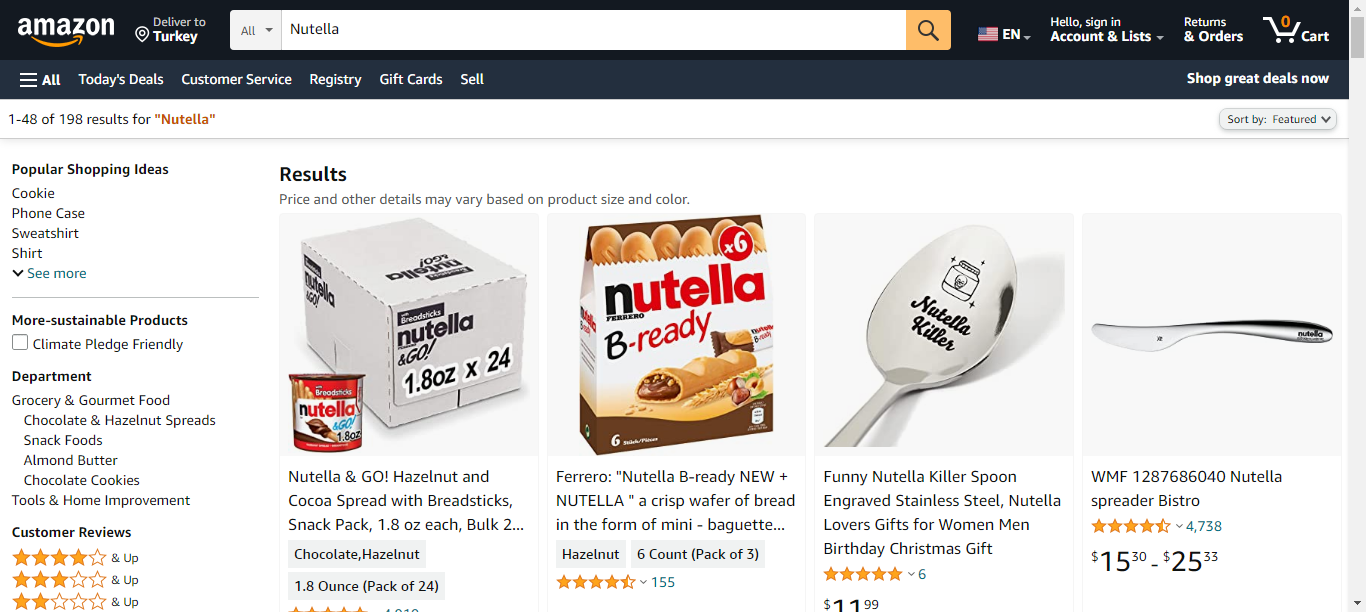 amazon
Deliver to
Turkey
All
Nutella
EN
Hello, sign in
Account & Lists
Returns
& Orders
0
Cart
All
Today's Deals
Customer Service
Registry
Gift Cards
Sell
Shop great deals now
1-48 of 198 results for "Nutella"
Sort by: Featured
Popular Shopping Ideas
Cookie
Phone Case
Sweatshirt
Shirt
See more
More-sustainable Products
Climate Pledge Friendly
Department
Grocery & Gourmet Food
Chocolate & Hazelnut Spreads
Snack Foods
Almond Butter
Chocolate Cookies
Tools & Home Improvement
Customer Reviews
& Up
& Up
& Up
Results
Price and other details may vary based on product size and color.
nutella
&GO!
nutella
&GO!
Breadsticks
nutella
&GO!
1.8oz x 24
Breadsticks
nutella
&GO!
1.8oz
Nutella & GO! Hazelnut and
Cocoa Spread with Breadsticks,
Snack Pack, 1.8 oz each, Bulk 2...
Chocolate,Hazelnut
1.8 Ounce (Pack of 24)
4,919
x6
nutella
FERRERO
B-ready
nutella
6 Stück/Pièces
Ferrero: "Nutella B-ready NEW +
NUTELLA " a crisp wafer of bread
in the form of mini - baguette...
Hazelnut
6 Count (Pack of 3)
155
Nutella
Killer
Funny Nutella Killer Spoon
Engraved Stainless Steel, Nutella
Lovers Gifts for Women Men
Birthday Christmas Gift
6
$11.99
nutella
WMF 1287686040 Nutella
spreader Bistro
4,738
$15.30 - $25.33